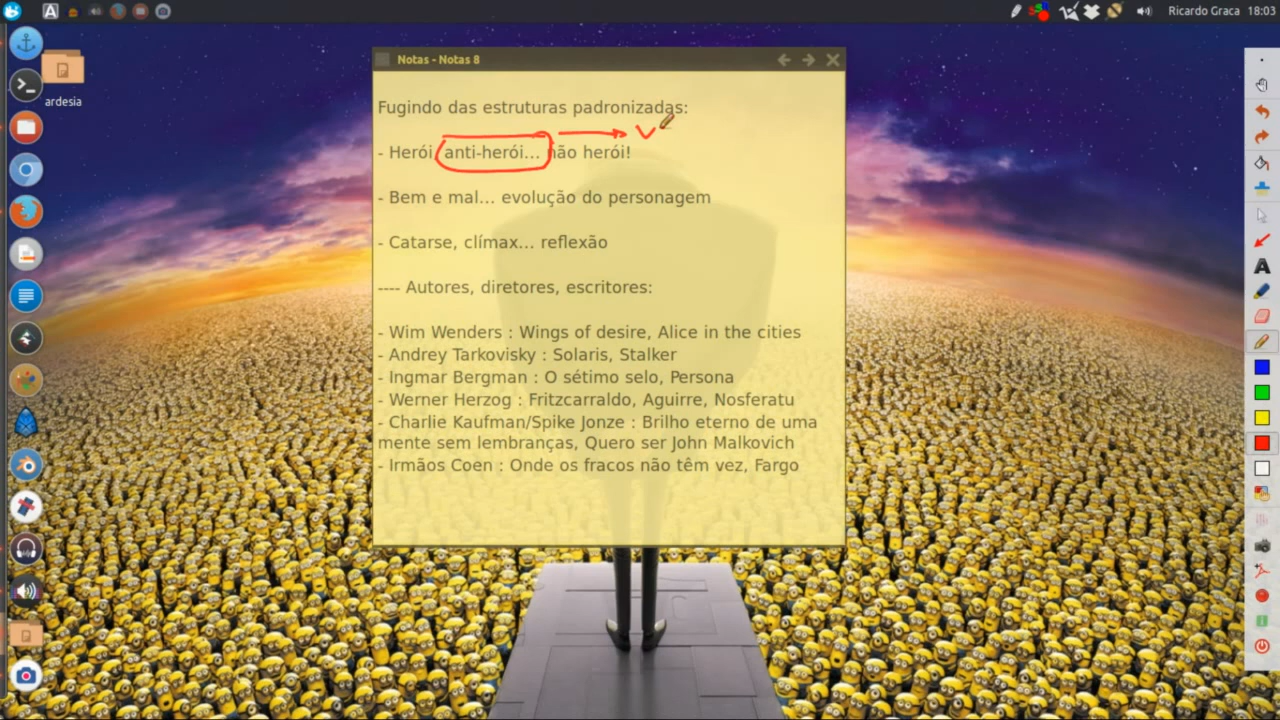 Ricardo Graca 18:03
ardesia
Notas - Notas 8
Fugindo das estruturas padronizadas:
- Herói, anti-herói... não herói!
- Bem e mal... evolução do personagem
- Catarse, clímax... reflexão
---- Autores, diretores, escritores:
- Wim Wenders : Wings of desire, Alice in the cities
- Andrey Tarkovisky : Solaris, Stalker
- Ingmar Bergman : O sétimo selo, Persona
- Werner Herzog : Fritzcarraldo, Aguirre, Nosferatu
- Charlie Kaufman/Spike Jonze : Brilho eterno de uma
mente sem lembranças, Quero ser John Malkovich
- Irmãos Coen : Onde os fracos não têm vez, Fargo